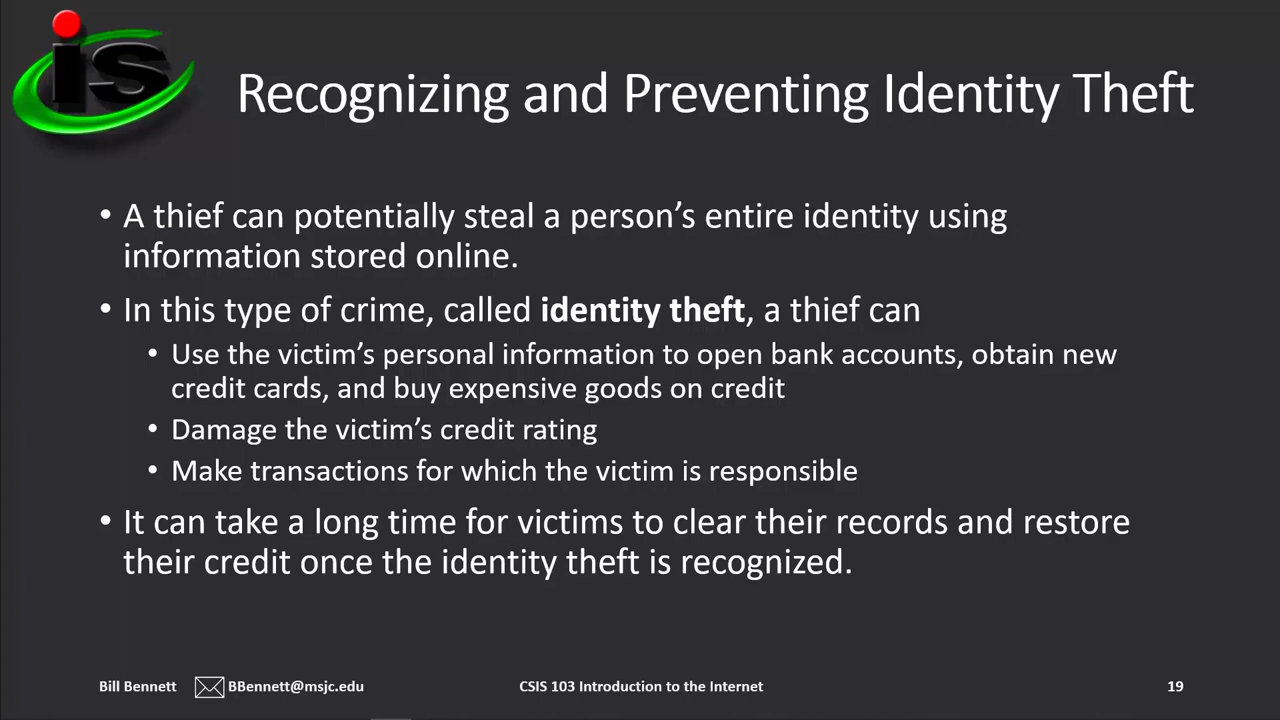 is
Recognizing and Preventing Identity Theft
• A thief can potentially steal a person’s entire identity using
information stored online.
• In this type of crime, called identity theft, a thief can
• Use the victim’s personal information to open bank accounts, obtain new
credit cards, and buy expensive goods on credit
• Damage the victim’s credit rating
• Make transactions for which the victim is responsible
• It can take a long time for victims to clear their records and restore
their credit once the identity theft is recognized.
Bill Bennett BBennett@msjc.edu CSIS 103 Introduction to the Internet 19